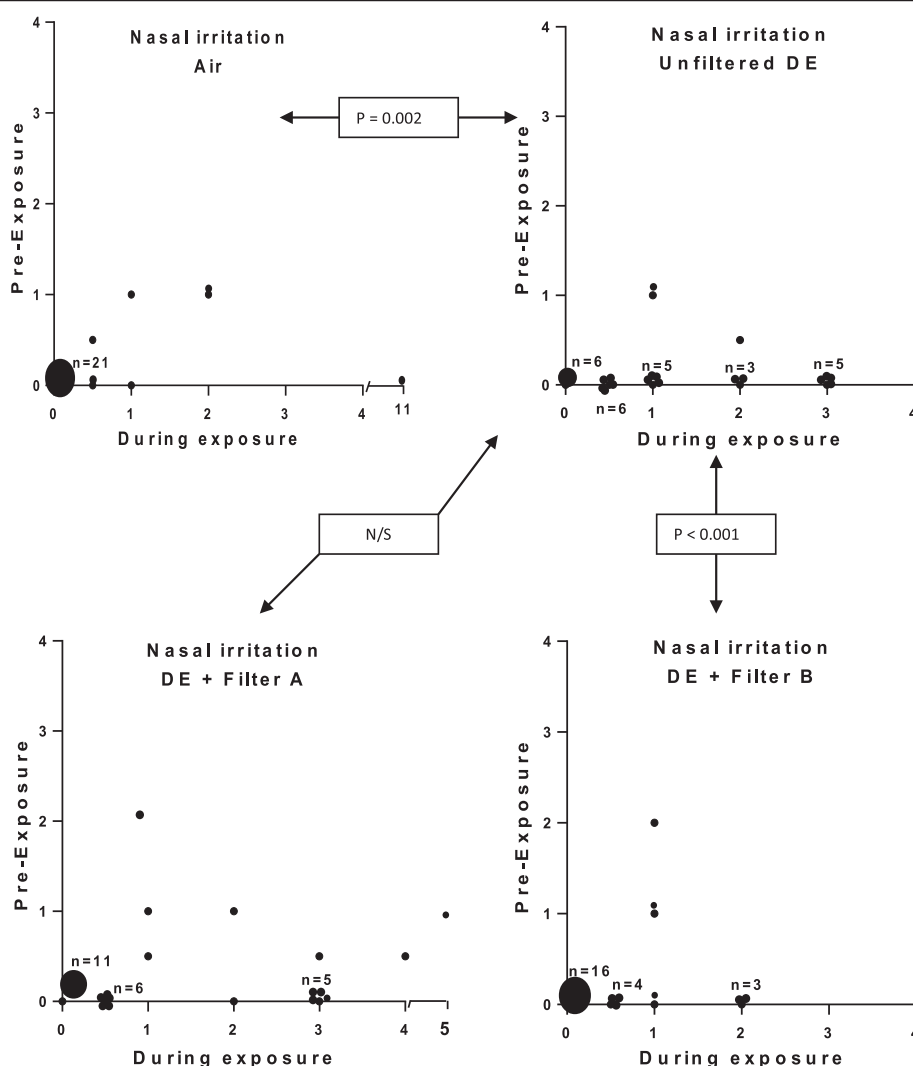 Nasal irritation
Air
4
3
2
1
0
Pre-Exposure
n=21
0 1 2 3 4 11
During exposure
P = 0.002
Nasal irritation
Unfiltered DE
4
3
2
1
0
Pre-Exposure
n=6
n=6
n=5
n=3
n=5
0 1 2 3 4
During exposure
N/S
P < 0.001
Nasal irritation
DE + Filter A
4
3
2
1
0
Pre-Exposure
n=11
n=6
n=5
0 1 2 3 4 5
During exposure
Nasal irritation
DE + Filter B
4
3
2
1
0
Pre-Exposure
n=16
n=4
n=3
0 1 2 3 4
During exposure